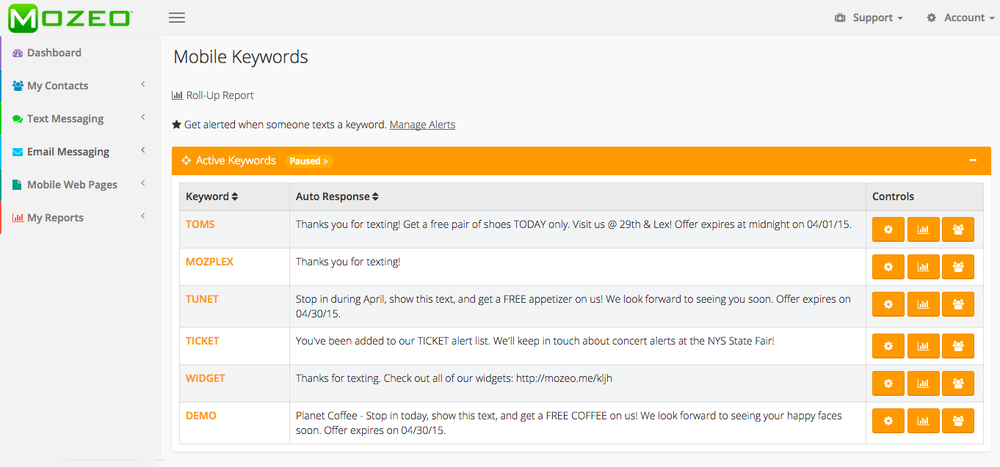 MOZEO
Support
Account
Dashboard
My Contacts
Text Messaging
Email Messaging
Mobile Web Pages
My Reports
Mobile Keywords
Roll-Up Report
Get alerted when someone texts a keyword. Manage Alerts
Active Keywords Paused »
Keyword Auto Response Controls
TOMS Thanks you for texting! Get a free pair of shoes TODAY only. Visit us @ 29th & Lex! Offer expires at midnight on 04/01/15.
MOZPLEX Thanks you for texting!
TUNET Stop in during April, show this text, and get a FREE appetizer on us! We look forward to seeing you soon. Offer expires on
04/30/15.
TICKET You've been added to our TICKET alert list. We'll keep in touch about concert alerts at the NYS State Fair!
WIDGET Thanks for texting. Check out all of our widgets: http://mozeo.me/kljh
DEMO Planet Coffee - Stop in today, show this text, and get a FREE COFFEE on us! We look forward to seeing your happy faces
soon. Offer expires on 04/30/15.